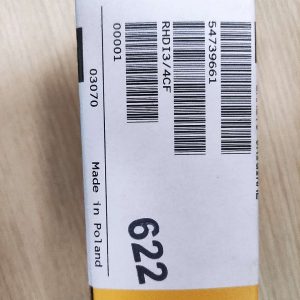 54739661
RHDI3/4CF
00001
03070
Made in Poland
622